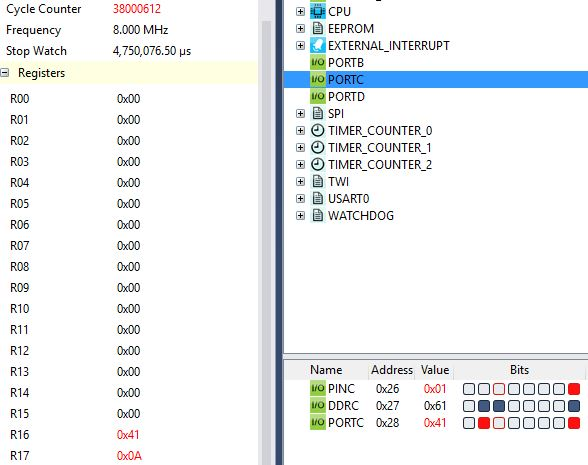 Cycle Counter 38000612
Frequency 8.000 MHz
Stop Watch 4,750,076.50 µs
Registers
R00 0x00
R01 0x00
R02 0x00
R03 0x00
R04 0x00
R05 0x00
R06 0x00
R07 0x00
R08 0x00
R09 0x00
R10 0x00
R11 0x00
R12 0x00
R13 0x00
R14 0x00
R15 0x00
R16 0x41
R17 0x0A
CPU
EEPROM
EXTERNAL_INTERRUPT
I/O PORTB
I/O PORTC
I/O PORTD
SPI
TIMER_COUNTER_0
TIMER_COUNTER_1
TIMER_COUNTER_2
TWI
USART0
WATCHDOG
Name Address Value Bits
I/O PINC 0x26 0x01
I/O DDRC 0x27 0x61
I/O PORTC 0x28 0x41